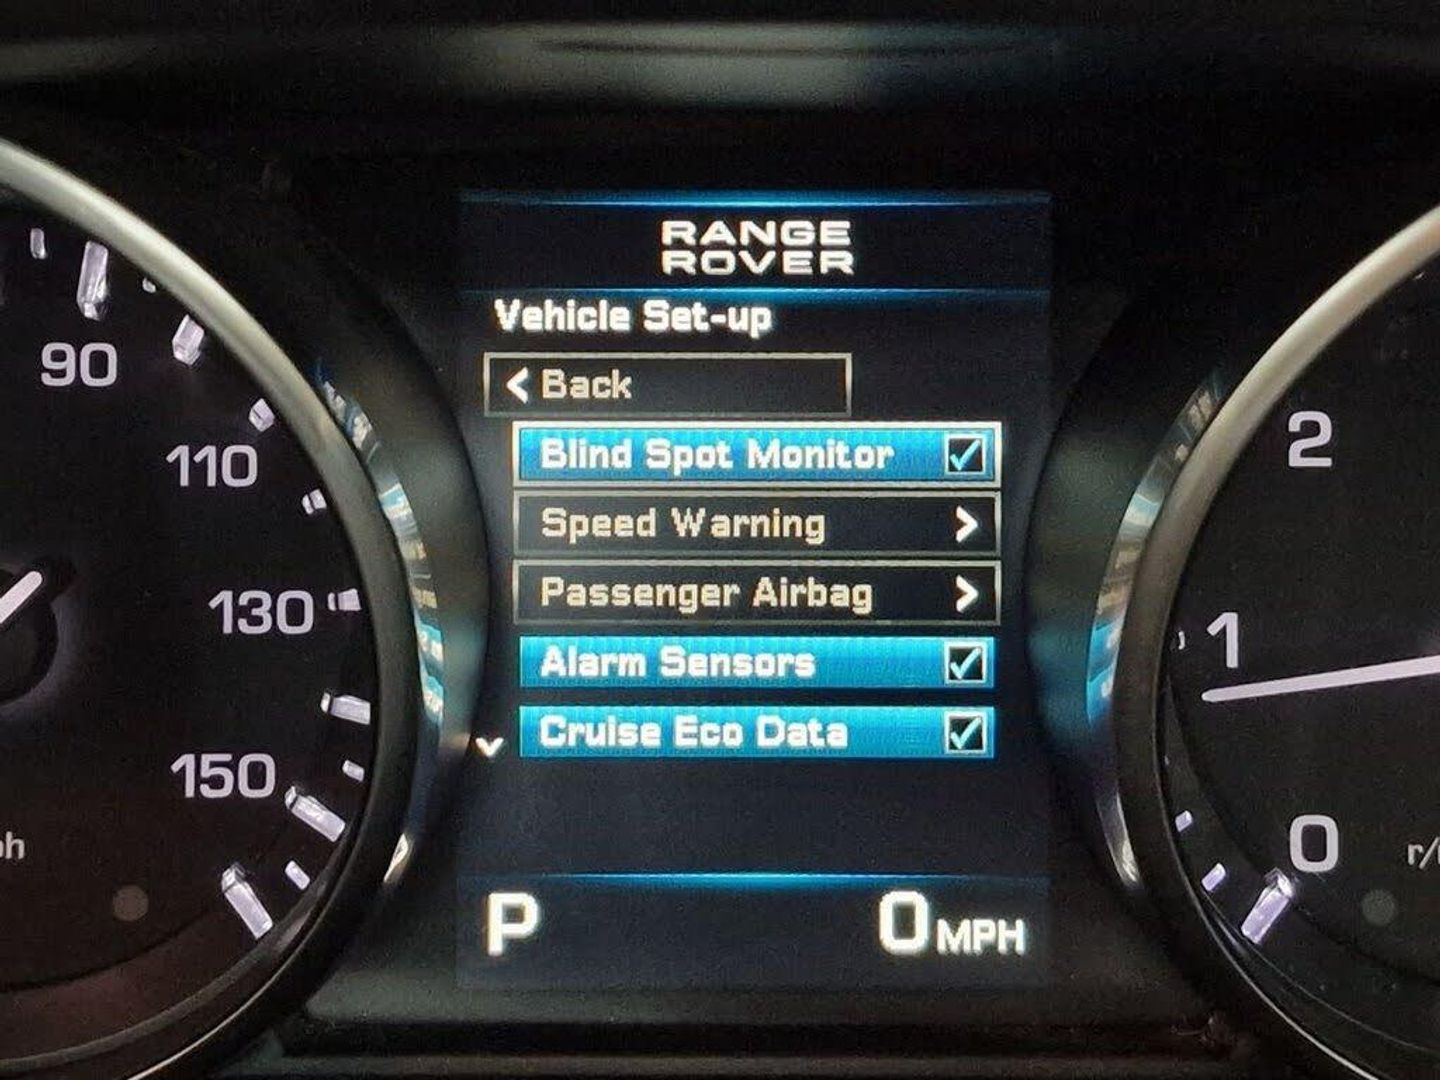 RANGE
ROVER
Vehicle Set-up
< Back
Blind Spot Monitor
Speed Warning >
Passenger Airbag >
Alarm Sensors
Cruise Eco Data
P
0 MPH
90
110
130
150
2
1
0